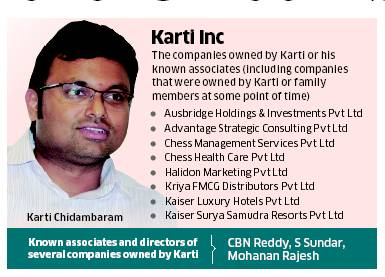 Karti Inc
The companies owned by Karti or his
known associates (including companies
that were owned by Karti or family
members at some point of time)
Ausbridge Holdings & Investments Pvt Ltd
Advantage Strategic Consulting Pvt Ltd
Chess Management Services Pvt Ltd
Chess Health Care Pvt Ltd
Halidon Marketing Pvt Ltd
Kriya FMCG Distributors Pvt Ltd
Kaiser Luxury Hotels Pvt Ltd
Kaiser Surya Samudra Resorts Pvt Ltd
Karti Chidambaram
Known associates and directors of
several companies owned by Karti
CBN Reddy, S Sundar,
Mohanan Rajesh